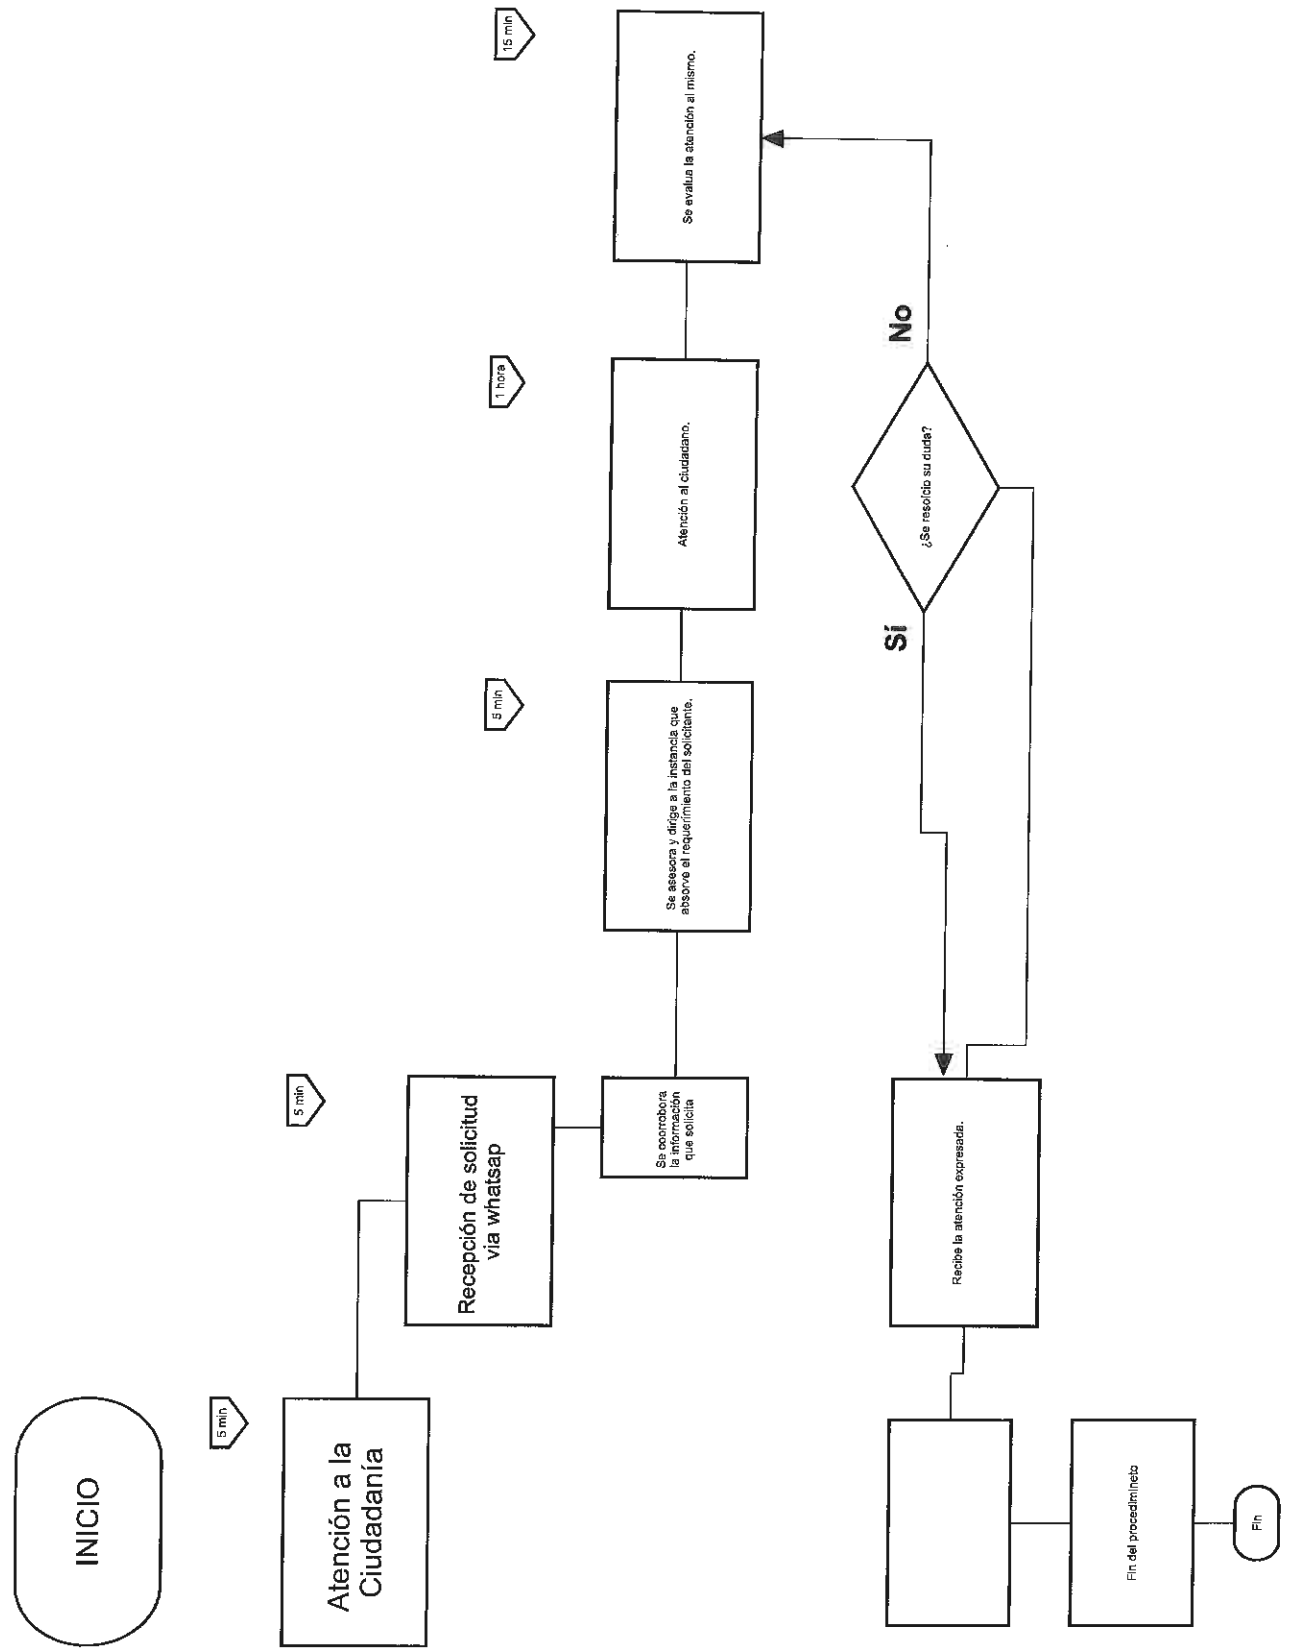 INICIO
5 min
Atención a la
Ciudadanía
5 min
Recepción de solicitud
via whatsap
Se coorrobora
la información
que solicita
5 min
Se asesora y dirige a la instancia que
absorve el requerimiento del solicitante.
1 hora
Atención al ciudadano.
15 min
Se evalua la atención al mismo.
No
¿Se resolcio su duda?
Sí
Recibe la atención expresada.
Fin del procedimineto
Fin